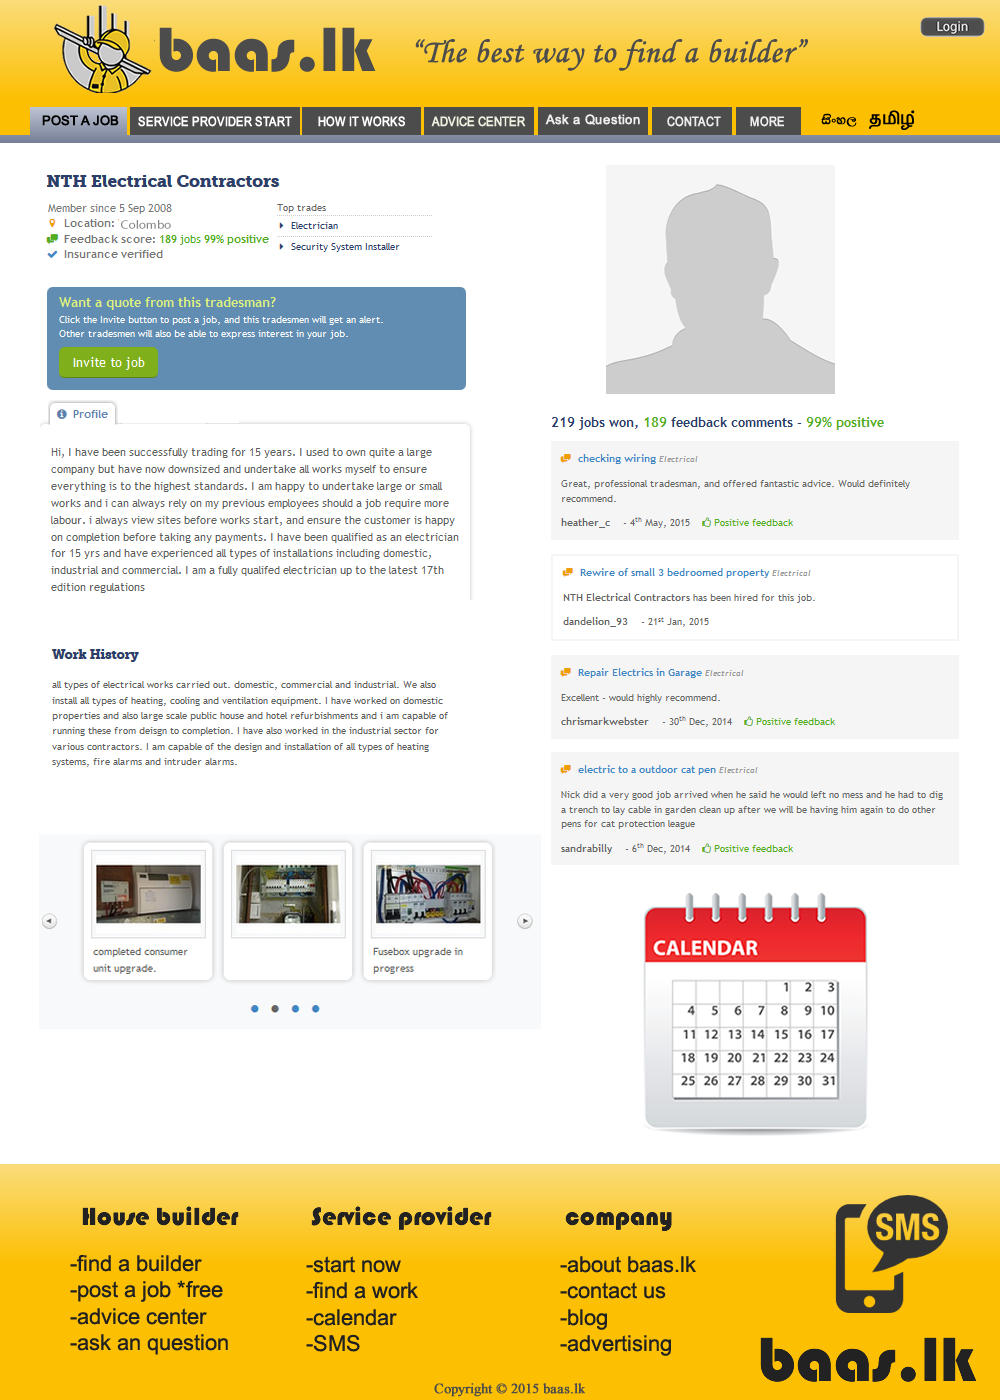 baas.lk
“The best way to find a builder”
Login
POST A JOB
SERVICE PROVIDER START
HOW IT WORKS
ADVICE CENTER
Ask a Question
CONTACT
MORE
සිංහල
தமிழ்
NTH Electrical Contractors
Member since 5 Sep 2008
Location: Colombo
Feedback score: 189 jobs 99% positive
Insurance verified
Top trades
Electrician
Security System Installer
Want a quote from this tradesman?
Click the Invite button to post a job, and this tradesmen will get an alert.
Other tradesmen will also be able to express interest in your job.
Invite to job
Profile
Hi, I have been successfully trading for 15 years. I used to own quite a large
company but have now downsized and undertake all works myself to ensure
everything is to the highest standards. I am happy to undertake large or small
works and i can always rely on my previous employees should a job require more
labour. i always view sites before works start, and ensure the customer is happy
on completion before taking any payments. I have been qualified as an electrician
for 15 yrs and have experienced all types of installations including domestic,
industrial and commercial. I am a fully qualifed electrician up to the latest 17th
edition regulations
Work History
all types of electrical works carried out. domestic, commercial and industrial. We also
install all types of heating, cooling and ventilation equipment. I have worked on domestic
properties and also large scale public house and hotel refurbishments and i am capable of
running these from deisgn to completion. I have also worked in the industrial sector for
various contractors. I am capable of the design and installation of all types of heating
systems, fire alarms and intruder alarms.
completed consumer
unit upgrade.
Fusebox upgrade in
progress
219 jobs won, 189 feedback comments - 99% positive
checking wiring Electrical
Great, professional tradesman, and offered fantastic advice. Would definitely
recommend.
heather_c - 4th May, 2015 Positive feedback
Rewire of small 3 bedroomed property Electrical
NTH Electrical Contractors has been hired for this job.
dandelion_93 - 21st Jan, 2015
Repair Electrics in Garage Electrical
Excellent - would highly recommend.
chrismarkwebster - 30th Dec, 2014 Positive feedback
electric to a outdoor cat pen Electrical
Nick did a very good job arrived when he said he would left no mess and he had to dig
a trench to lay cable in garden clean up after we will be having him again to do other
pens for cat protection league
sandrabilly - 6th Dec, 2014 Positive feedback
CALENDAR
1 2 3
4 5 6 7 8 9 10
11 12 13 14 15 16 17
18 19 20 21 22 23 24
25 26 27 28 29 30 31
House builder
-find a builder
-post a job *free
-advice center
-ask an question
Service provider
-start now
-find a work
-calendar
-SMS
company
-about baas.lk
-contact us
-blog
-advertising
SMS
baas.lk
Copyright © 2015 baas.lk